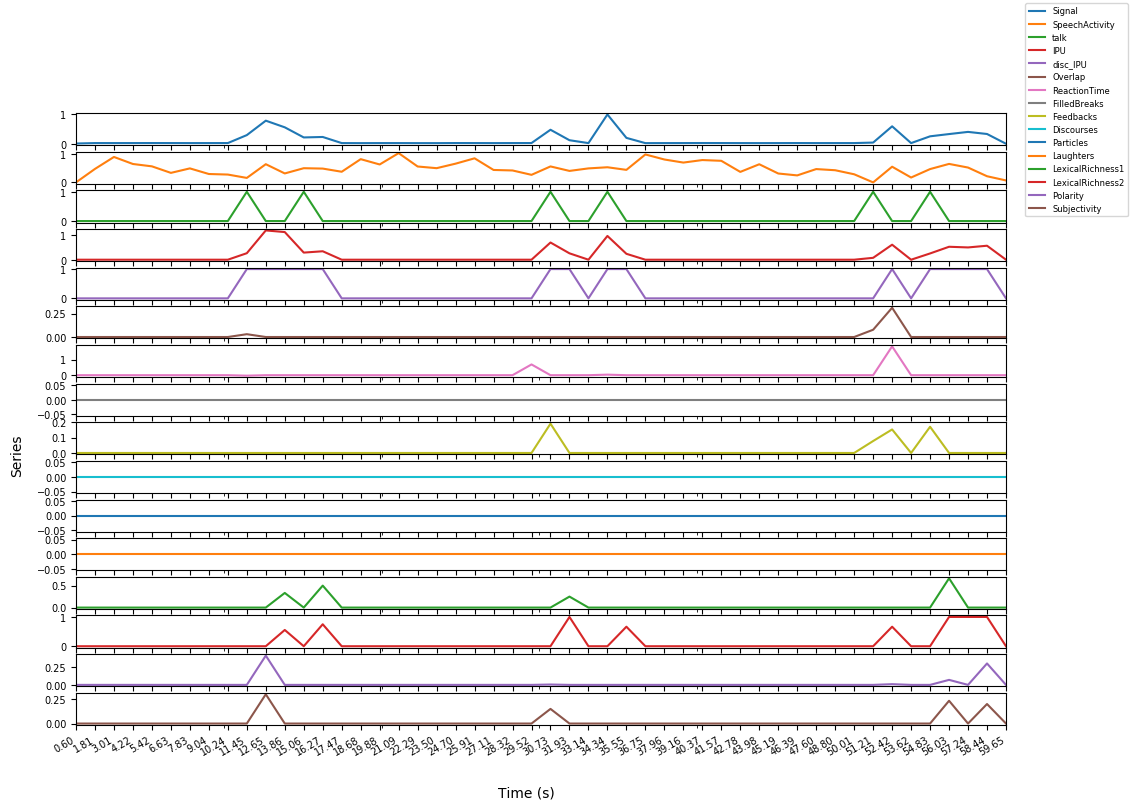 Signal
SpeechActivity
talk
IPU
disc_IPU
Overlap
ReactionTime
FilledBreaks
Feedbacks
Discourses
Particles
Laughters
LexicalRichness1
LexicalRichness2
Polarity
Subjectivity
1
0
1
0
1
0
1
0
1
0
0.25
0.00
1
0
0.05
0.00
−0.05
0.2
0.1
0.0
0.05
0.00
−0.05
0.05
0.00
−0.05
0.05
0.00
−0.05
0.5
0.0
1
0
0.25
0.00
0.25
0.00
Series
0.60 1.81 3.01 4.22 5.42 6.63 7.83 9.04 10.24 11.45 12.65 13.86 15.06 16.27 17.47 18.68 19.88 21.09 22.29 23.50 24.70 25.91 27.11 28.32 29.52 30.73 31.93 33.14 34.34 35.55 36.75 37.96 39.16 40.37 41.57 42.78 43.98 45.19 46.39 47.60 48.80 50.01 51.21 52.42 53.62 54.83 56.03 57.24 58.44 59.65
Time (s)